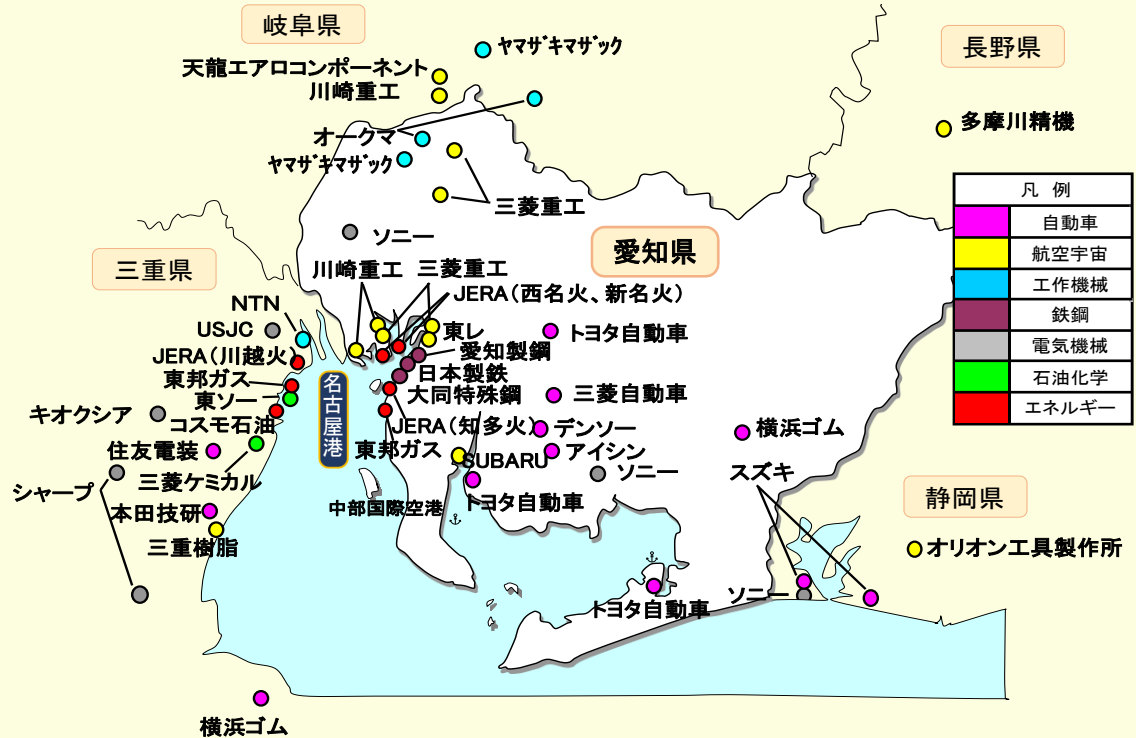 岐阜県
ヤマザキマザック
長野県
天龍エアロコンポーネント
川崎重工
多摩川精機
オークマ
ヤマザキマザック
三菱重工
凡 例
自動車
航空宇宙
工作機械
鉄鋼
電気機械
石油化学
エネルギー
ソニー
愛知県
三重県
川崎重工
三菱重工
JERA(西名火、新名火)
NTN
USJC
東レ
トヨタ自動車
JERA(川越火)
愛知製鋼
日本製鉄
東邦ガス
名古屋港
大同特殊鋼
三菱自動車
東ソー
キオクシア
コスモ石油
JERA(知多火)
デンソー
横浜ゴム
住友電装
東邦ガス
アイシン
SUBARU
ソニー
スズキ
シャープ
三菱ケミカル
中部国際空港
トヨタ自動車
静岡県
本田技研
三重樹脂
オリオン工具製作所
ソニー
トヨタ自動車
横浜ゴム